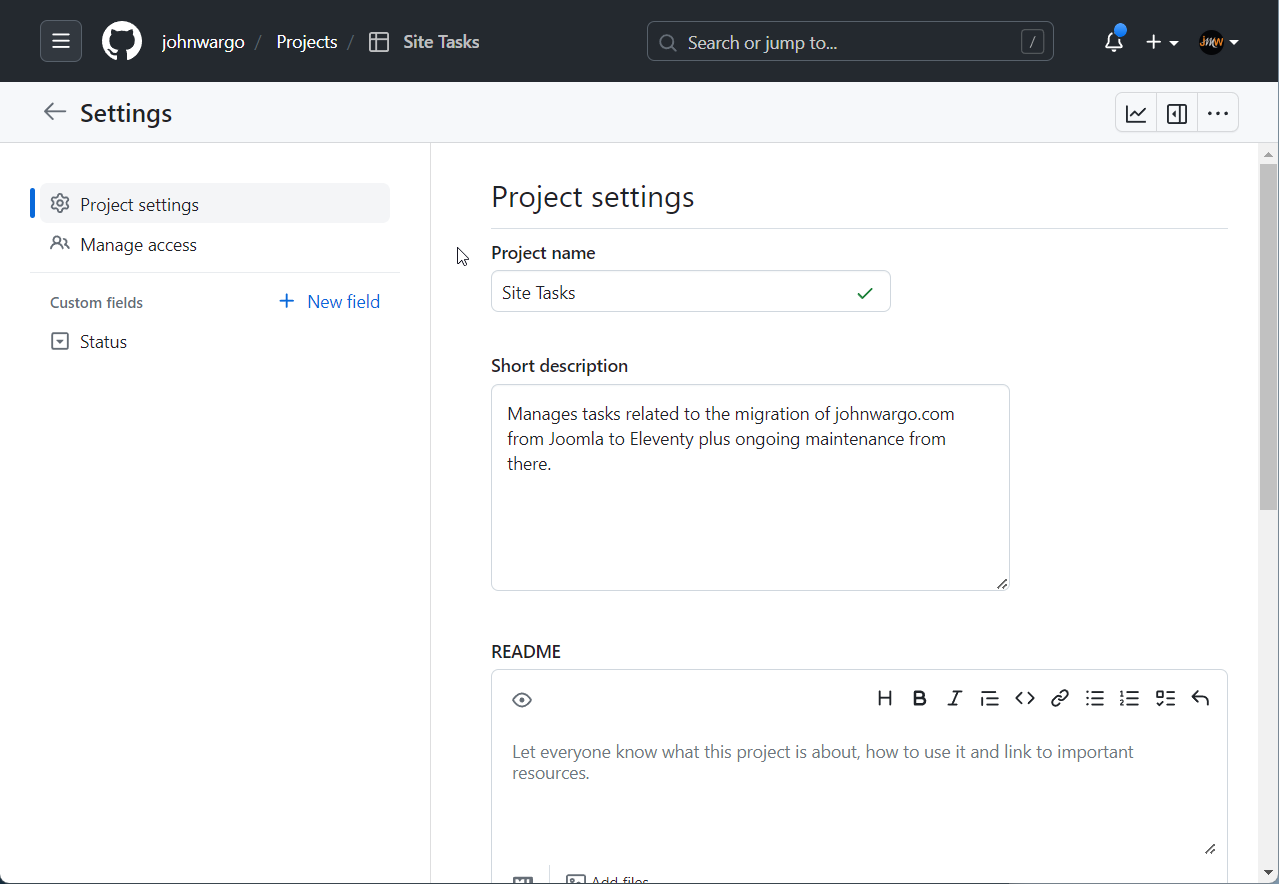 johnwargo / Projects / Site Tasks
Search or jump to... /
Settings
Project settings
Manage access
Custom fields
New field
Status
Project settings
Project name
Site Tasks
Short description
Manages tasks related to the migration of johnwargo.com
from Joomla to Eleventy plus ongoing maintenance from
there.
README
Let everyone know what this project is about, how to use it and link to important
resources.
Add files